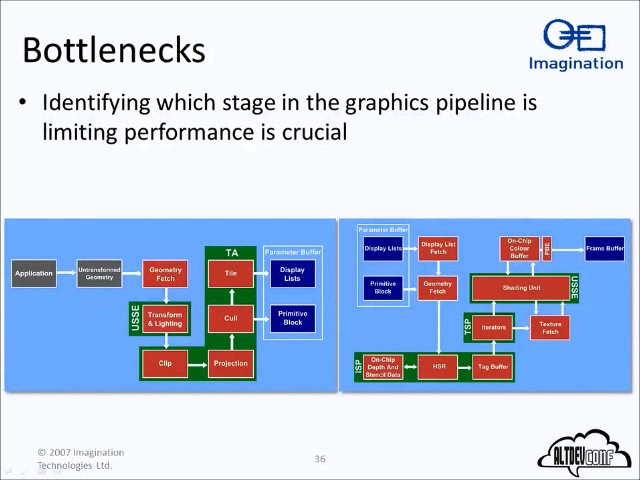 Bottlenecks
Imagination
• Identifying which stage in the graphics pipeline is
limiting performance is crucial
TA
Parameter Buffer
Application
Untransformed
Geometry
Geometry
Fetch
Tile
Display
Lists
USSE
Transform
& Lighting
Cull
Primitive
Block
Clip
Projection
Parameter Buffer
Display Lists
Display List
Fetch
On-Chip
Colour
Buffer
PBE
Frame Buffer
Primitive
Block
Geometry
Fetch
Shading Unit
USSE
TSP
Iterators
Texture
Fetch
ISP
On-Chip
Depth And
Stencil Data
HSR
Tag Buffer
© 2007 Imagination
Technologies Ltd.
36
ALTDEVCONF